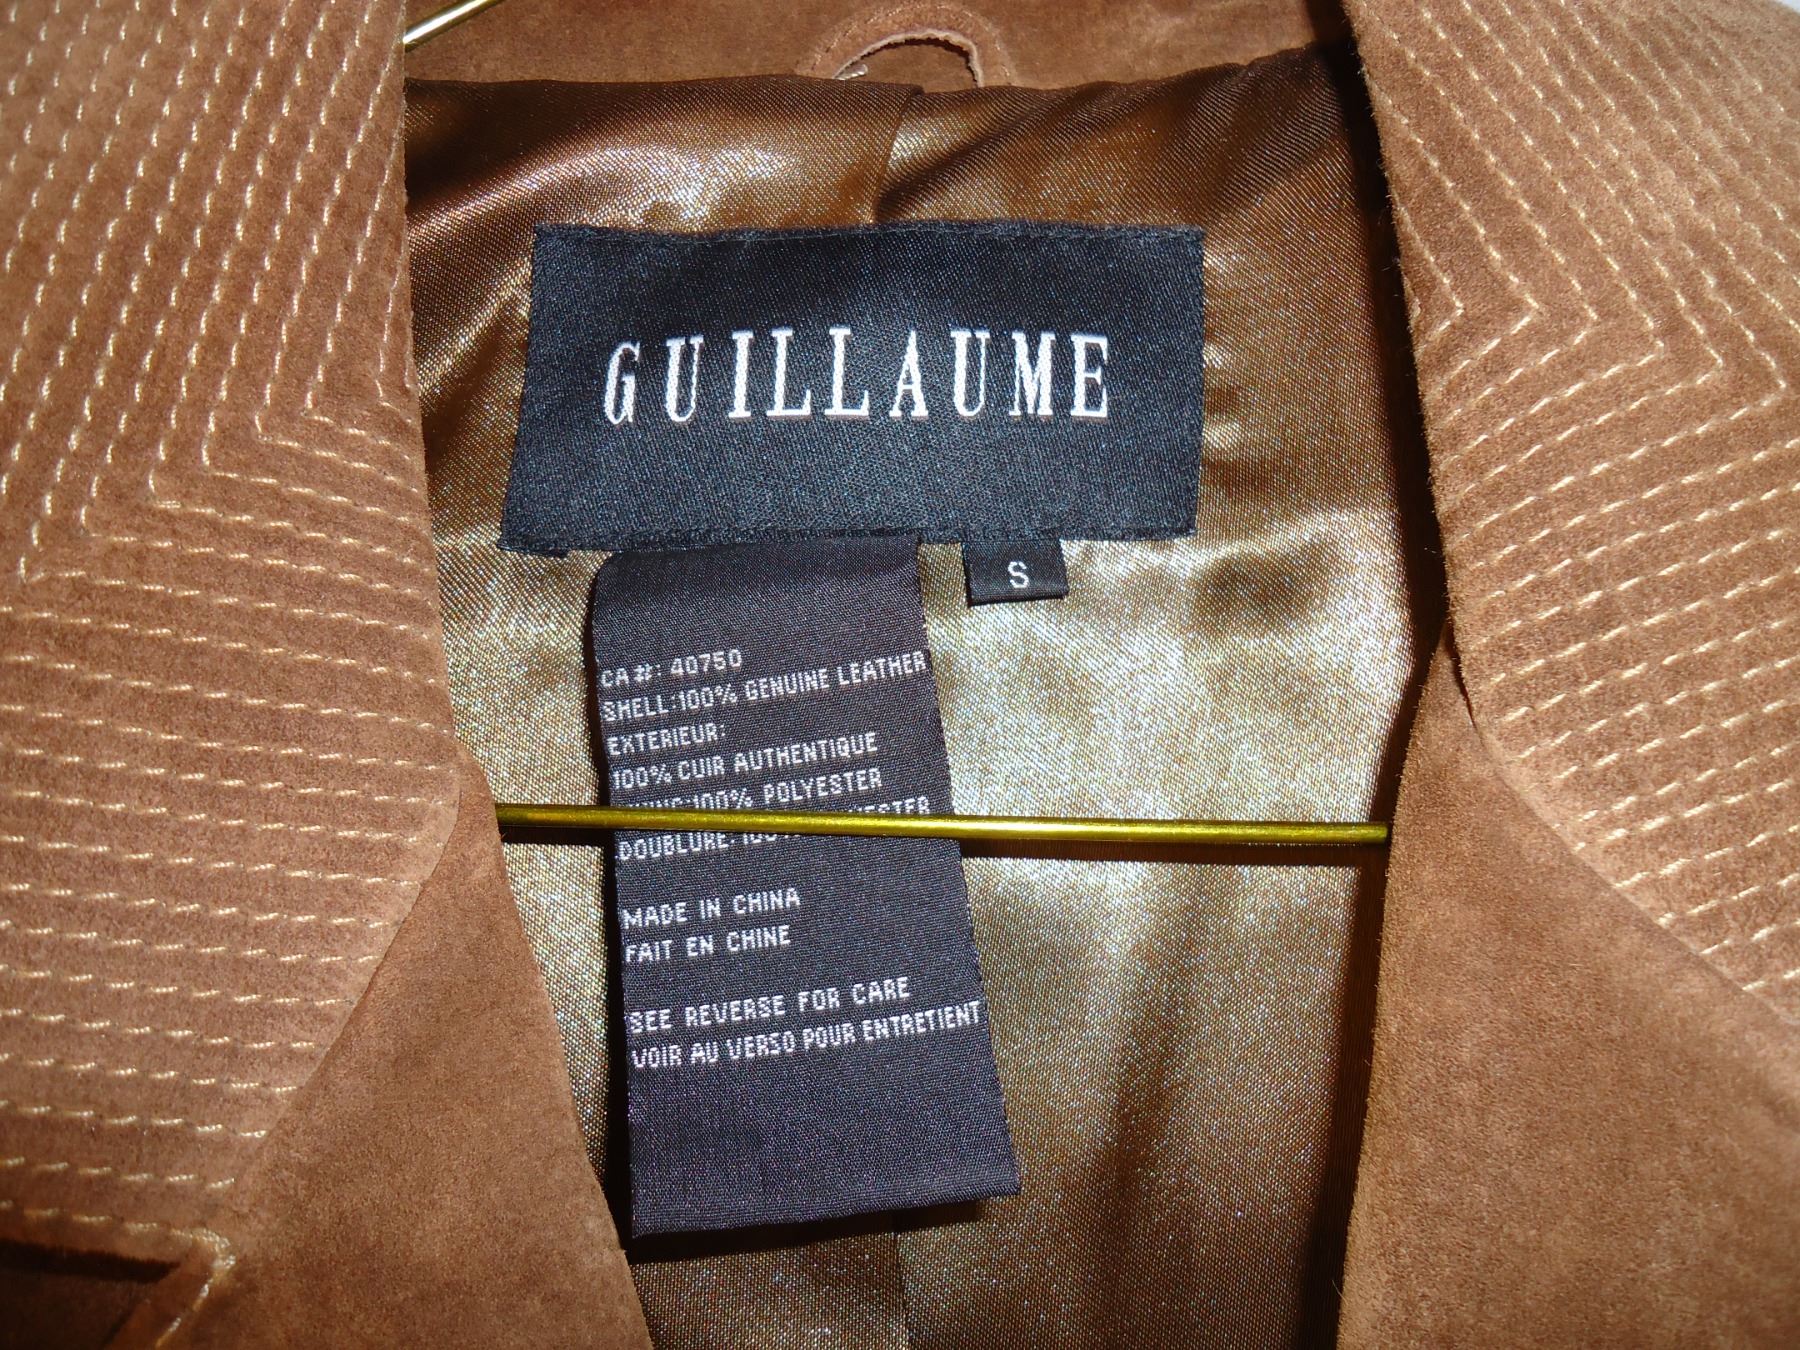 GUILLAUME
S
CA#: 40750
SHELL:100% GENUINE LEATHER
EXTERIEUR:
100% CUIR AUTHENTIQUE
100% POLYESTER
DOUBLURE:
MADE IN CHINA
FAIT EN CHINE
SEE REVERSE FOR CARE
VOIR AU VERSO POUR ENTRETIENT